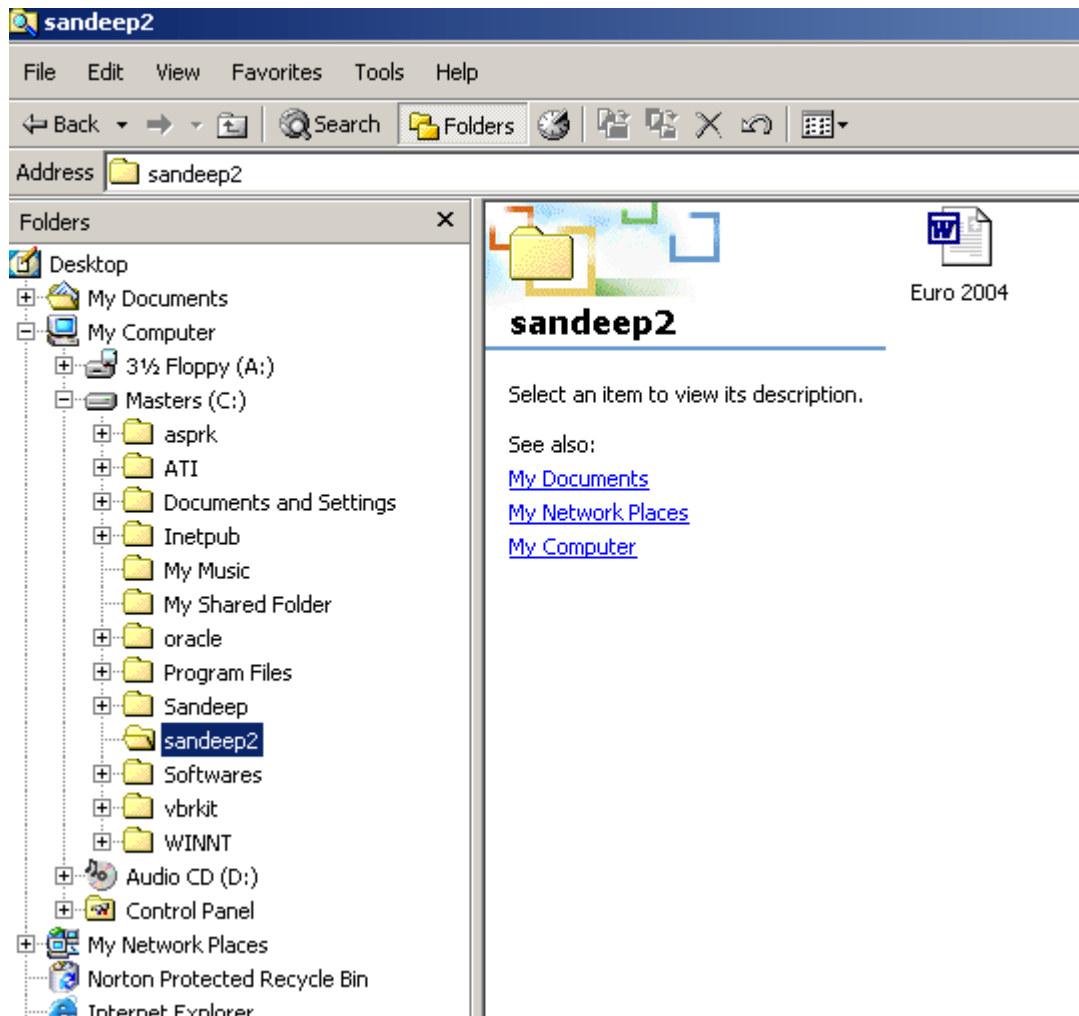 sandeep2
File Edit View Favorites Tools Help
Back Search Folders
Address sandeep2
Folders
Desktop
My Documents
My Computer
3½ Floppy (A:)
Masters (C:)
asprk
ATI
Documents and Settings
Inetpub
My Music
My Shared Folder
oracle
Program Files
Sandeep
sandeep2
Softwares
vbrkit
WINNT
Audio CD (D:)
Control Panel
My Network Places
Norton Protected Recycle Bin
Internet Explorer
sandeep2
Select an item to view its description.
See also:
My Documents
My Network Places
My Computer
W
Euro 2004